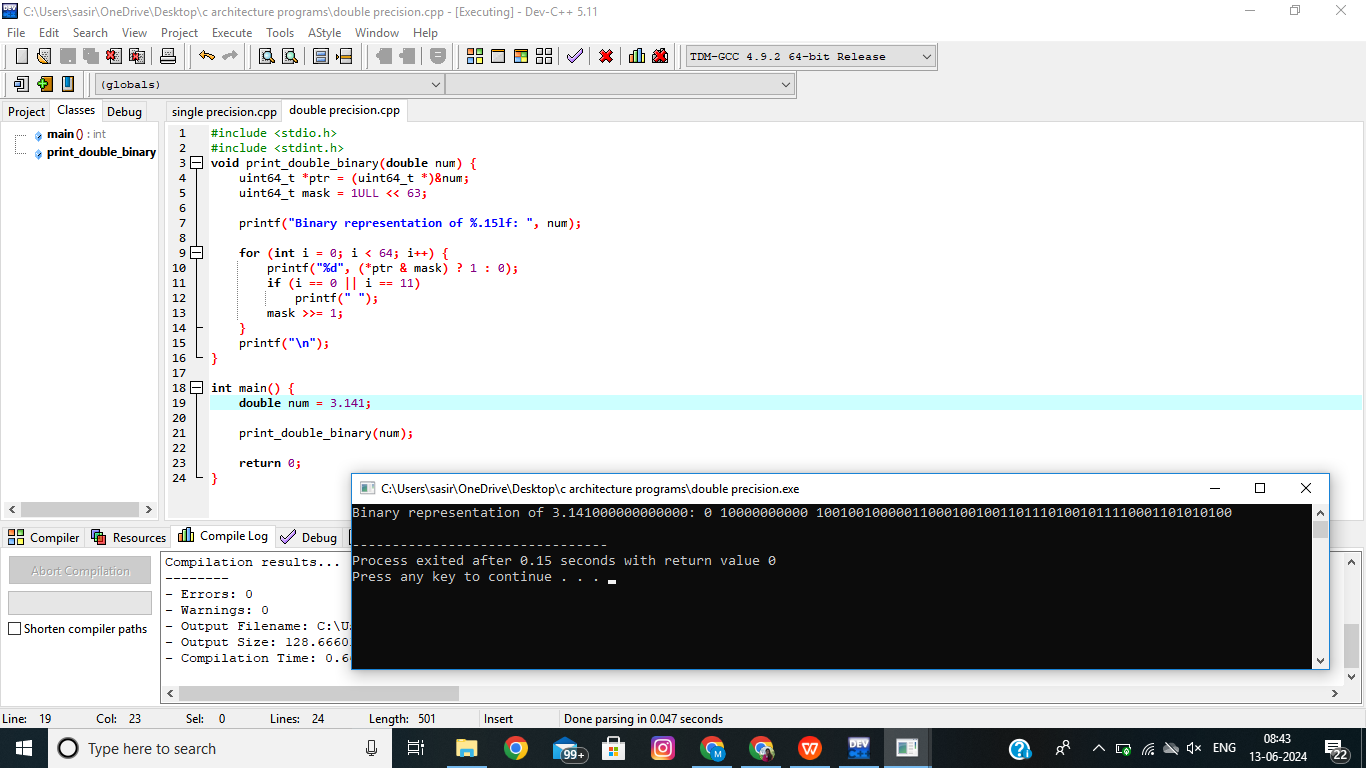 C:\Users\sasir\OneDrive\Desktop\c architecture programs\double precision.cpp - [Executing] - Dev-C++ 5.11
File Edit Search View Project Execute Tools AStyle Window Help
TDM-GCC 4.9.2 64-bit Release
(globals)
Project Classes Debug
single precision.cpp double precision.cpp
main () : int
print_double_binary
1 #include <stdio.h>
2 #include <stdint.h>
3 void print_double_binary(double num) {
4 uint64_t *ptr = (uint64_t *)&num;
5 uint64_t mask = 1ULL << 63;
6
7 printf("Binary representation of %.15lf: ", num);
8
9 for (int i = 0; i < 64; i++) {
10 printf("%d", (*ptr & mask) ? 1 : 0);
11 if (i == 0 || i == 11)
12 printf(" ");
13 mask >>= 1;
14 }
15 printf("\n");
16 }
17
18 int main() {
19 double num = 3.141;
20
21 print_double_binary(num);
22
23 return 0;
24 }
C:\Users\sasir\OneDrive\Desktop\c architecture programs\double precision.exe
Binary representation of 3.141000000000000: 0 10000000000 1001001000001100010010011011101001011110001101010100
--------------------------------
Process exited after 0.15 seconds with return value 0
Press any key to continue . . .
Compiler Resources Compile Log Debug
Abort Compilation
Shorten compiler paths
Compilation results...
--------
- Errors: 0
- Warnings: 0
- Output Filename: C:\U
- Output Size: 128.6660
- Compilation Time: 0.6
Line: 19 Col: 23 Sel: 0 Lines: 24 Length: 501 Insert Done parsing in 0.047 seconds
Type here to search
99+
ENG
08:43
13-06-2024
22